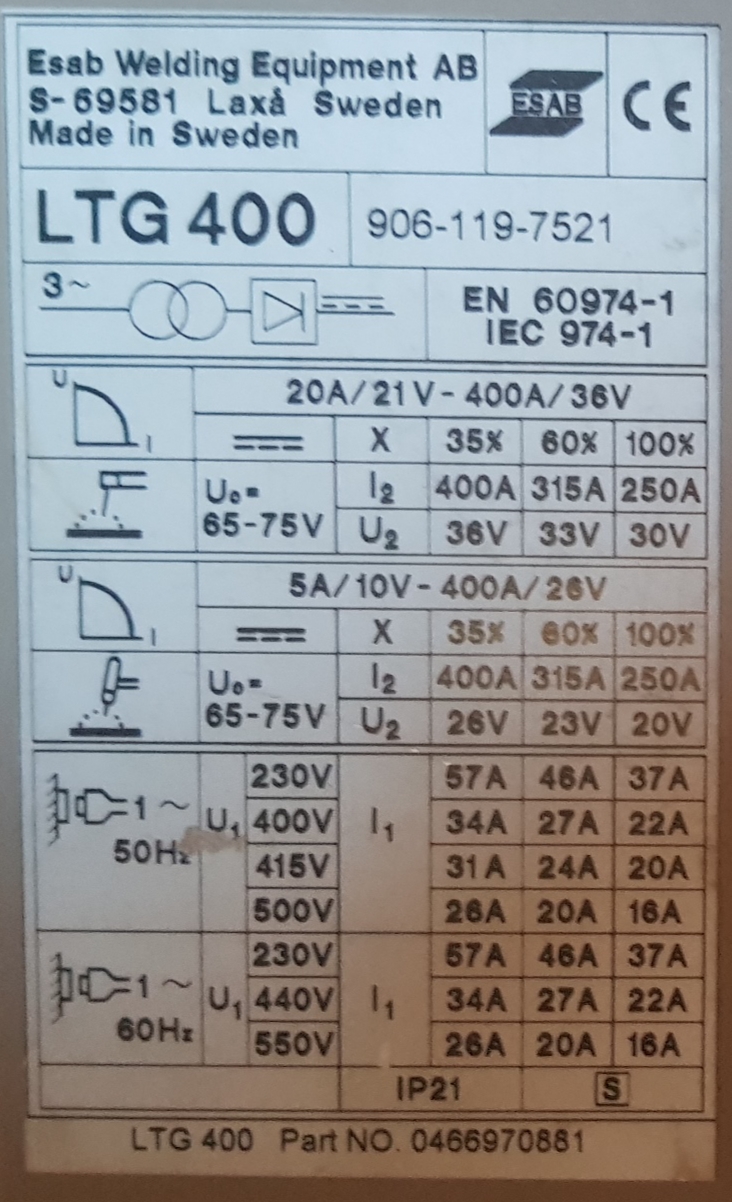 Esab Welding Equipment AB
S-69581 Laxå Sweden
Made in Sweden
ESAB
CE
LTG 400 906-119-7521
3~
EN 60974-1
IEC 974-1
U 20A/21V-400A/36V
I X 35% 60% 100%
U₀= I₂ 400A 315A 250A
65-75V U₂ 36V 33V 30V
U 5A/10V-400A/26V
I X 35% 60% 100%
U₀= I₂ 400A 315A 250A
65-75V U₂ 26V 23V 20V
230V 57A 46A 37A
1~ U₁ 400V I₁ 34A 27A 22A
50Hz 415V 31A 24A 20A
500V 26A 20A 16A
230V 57A 46A 37A
1~ U₁ 440V I₁ 34A 27A 22A
60Hz 550V 26A 20A 16A
IP21 S
LTG 400 Part NO. 0466970881